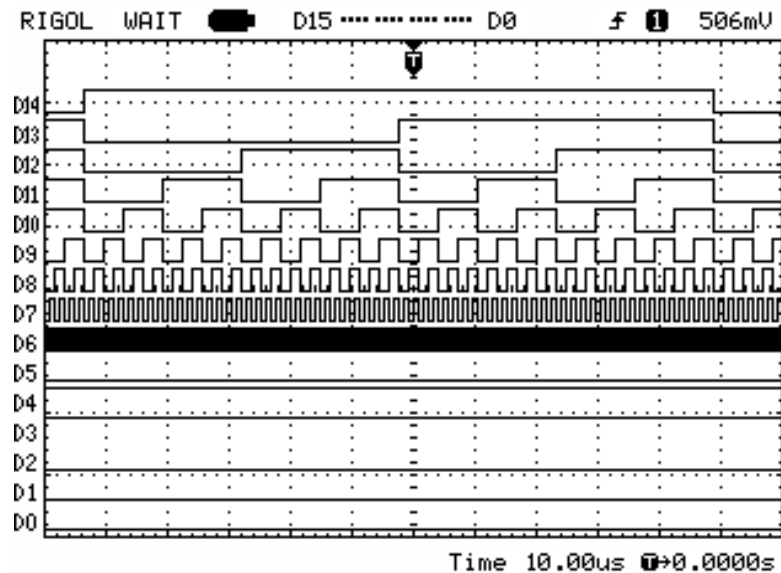 RIGOL WAIT D15 ···· ···· ···· ···· D0 1 506mV
T
D14
D13
D12
D11
D10
D9
D8
D7
D6
D5
D4
D3
D2
D1
D0
Time 10.00us T→0.0000s